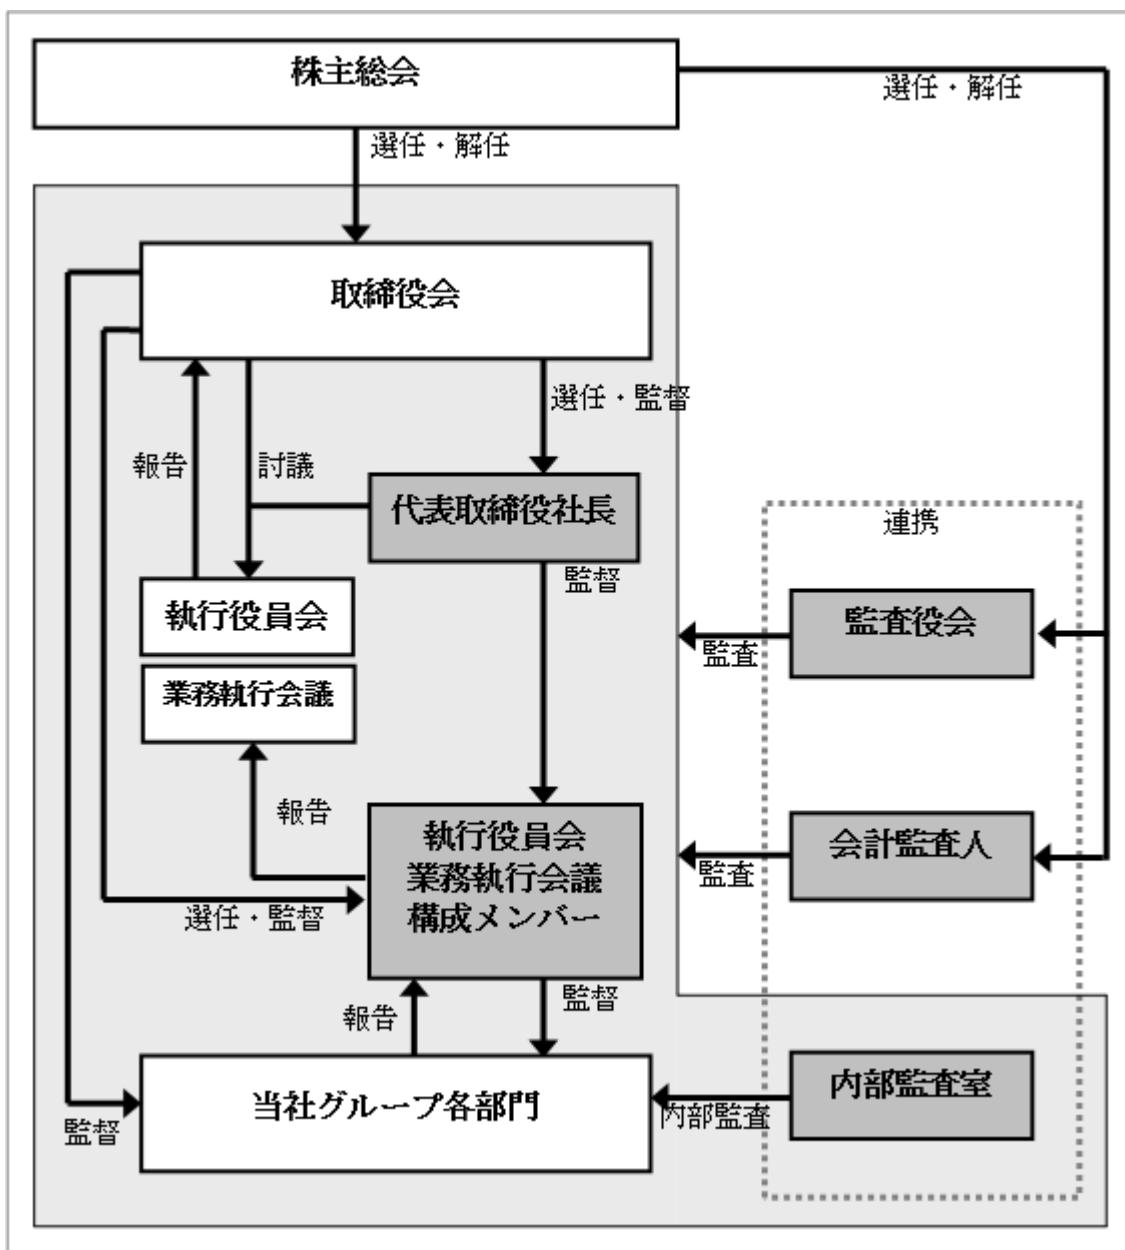 株主総会
選任・解任
選任・解任
取締役会
選任・監督
報告
討議
代表取締役社長
連携
監督
執行役員会
監査役会
監査
業務執行会議
報告
執行役員会
業務執行会議
構成メンバー
会計監査人
監査
選任・監督
報告
監督
内部監査室
当社グループ各部門
内部監査
監督